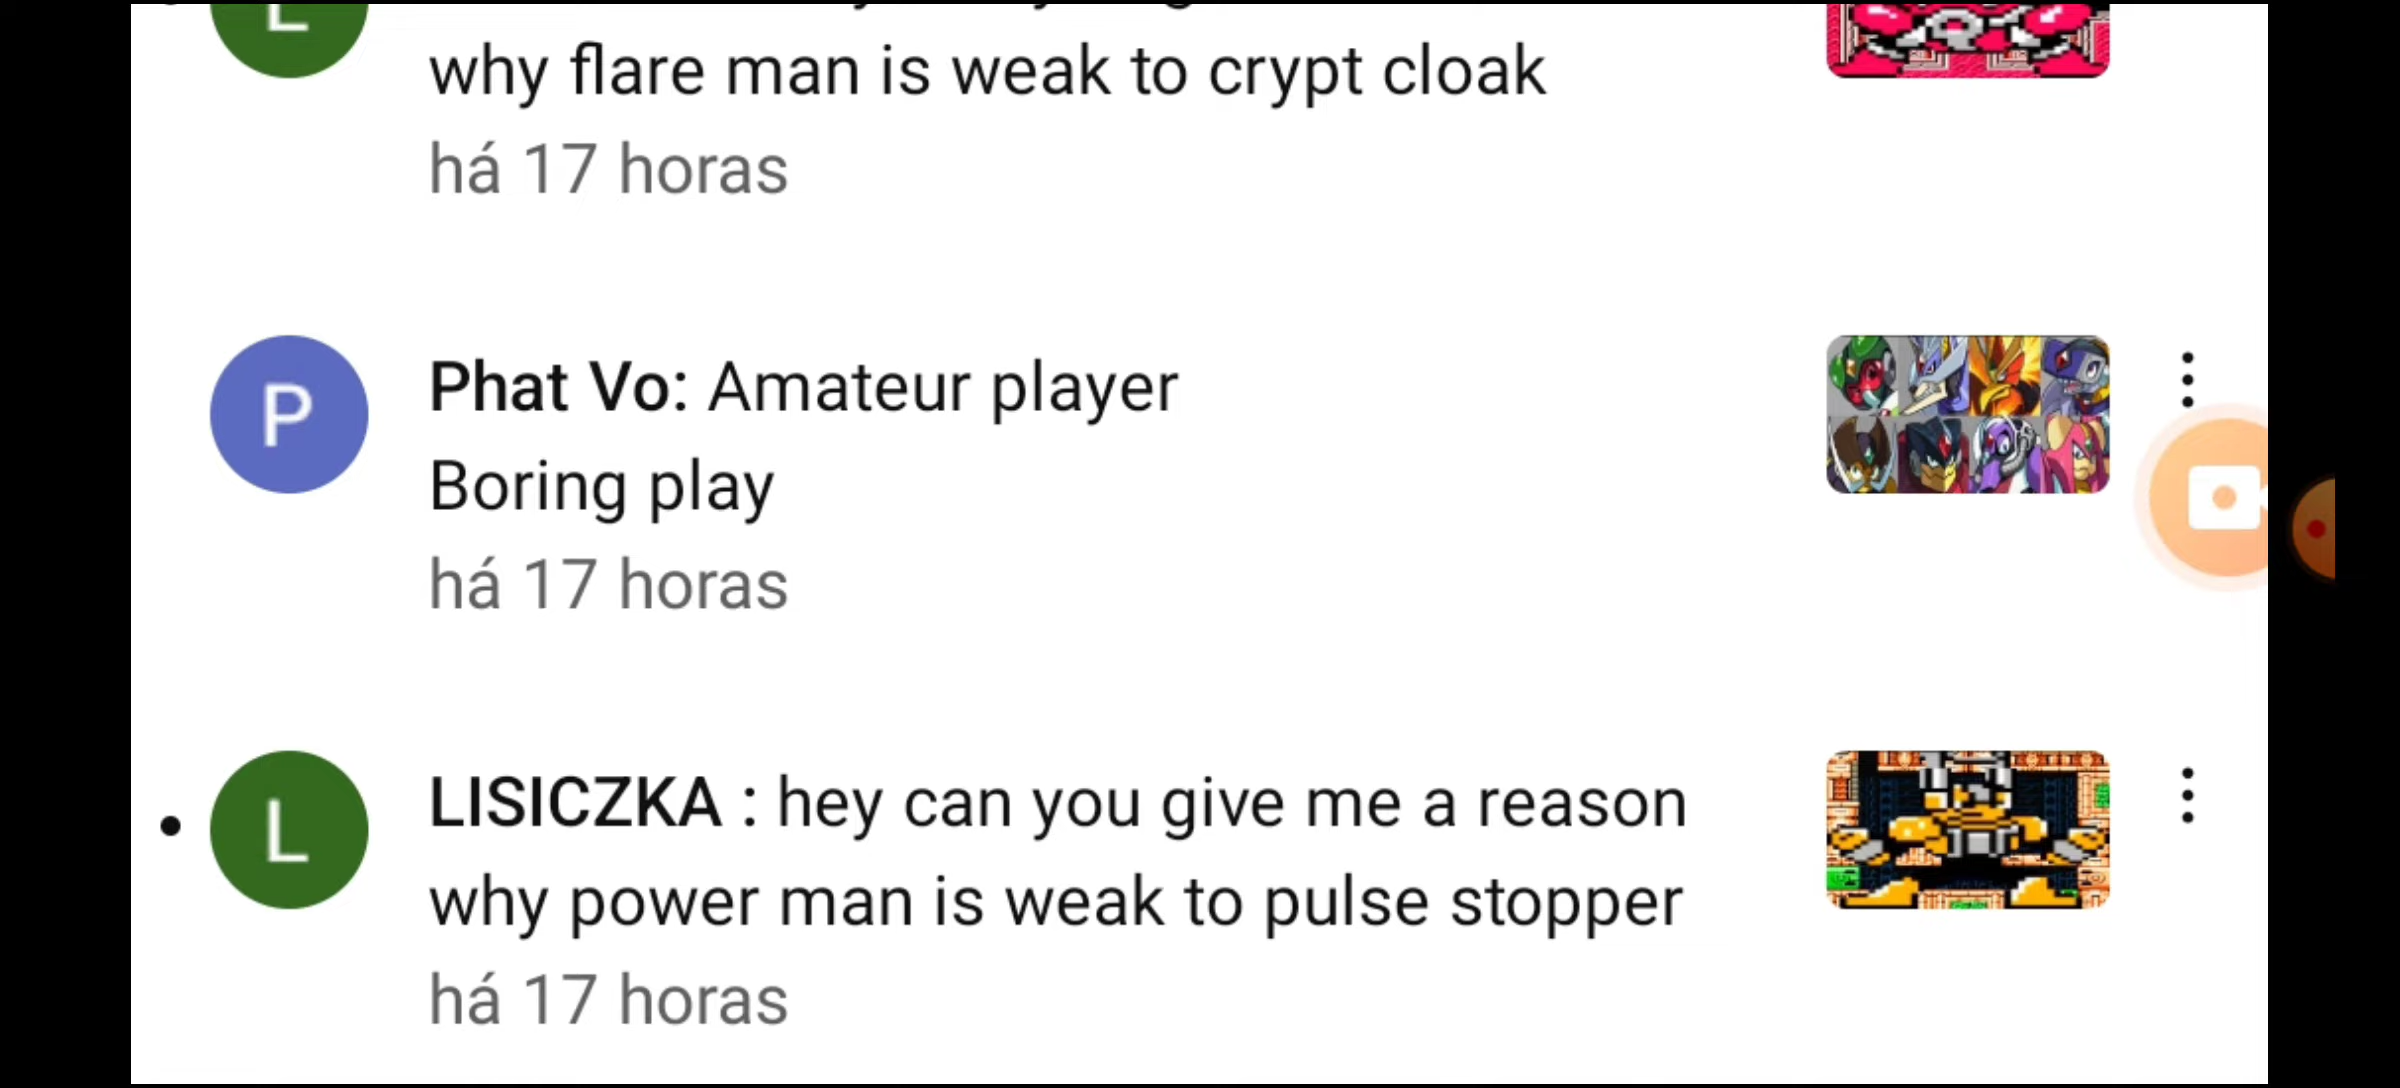 L
why flare man is weak to crypt cloak
há 17 horas
P
Phat Vo: Amateur player
Boring play
há 17 horas
L
LISICZKA : hey can you give me a reason
why power man is weak to pulse stopper
há 17 horas